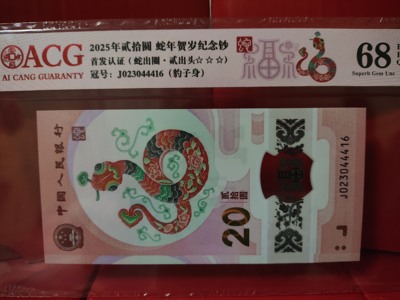 ACG
AI CANG GUARANTY
2025年贰拾圆 蛇年贺岁纪念钞
首发认证（蛇出圈·贰出头☆☆☆）
冠号：J023044416（豹子身）
福
68
Superb Gem Unc
中国人民银行
贰拾圆
20
J023044416